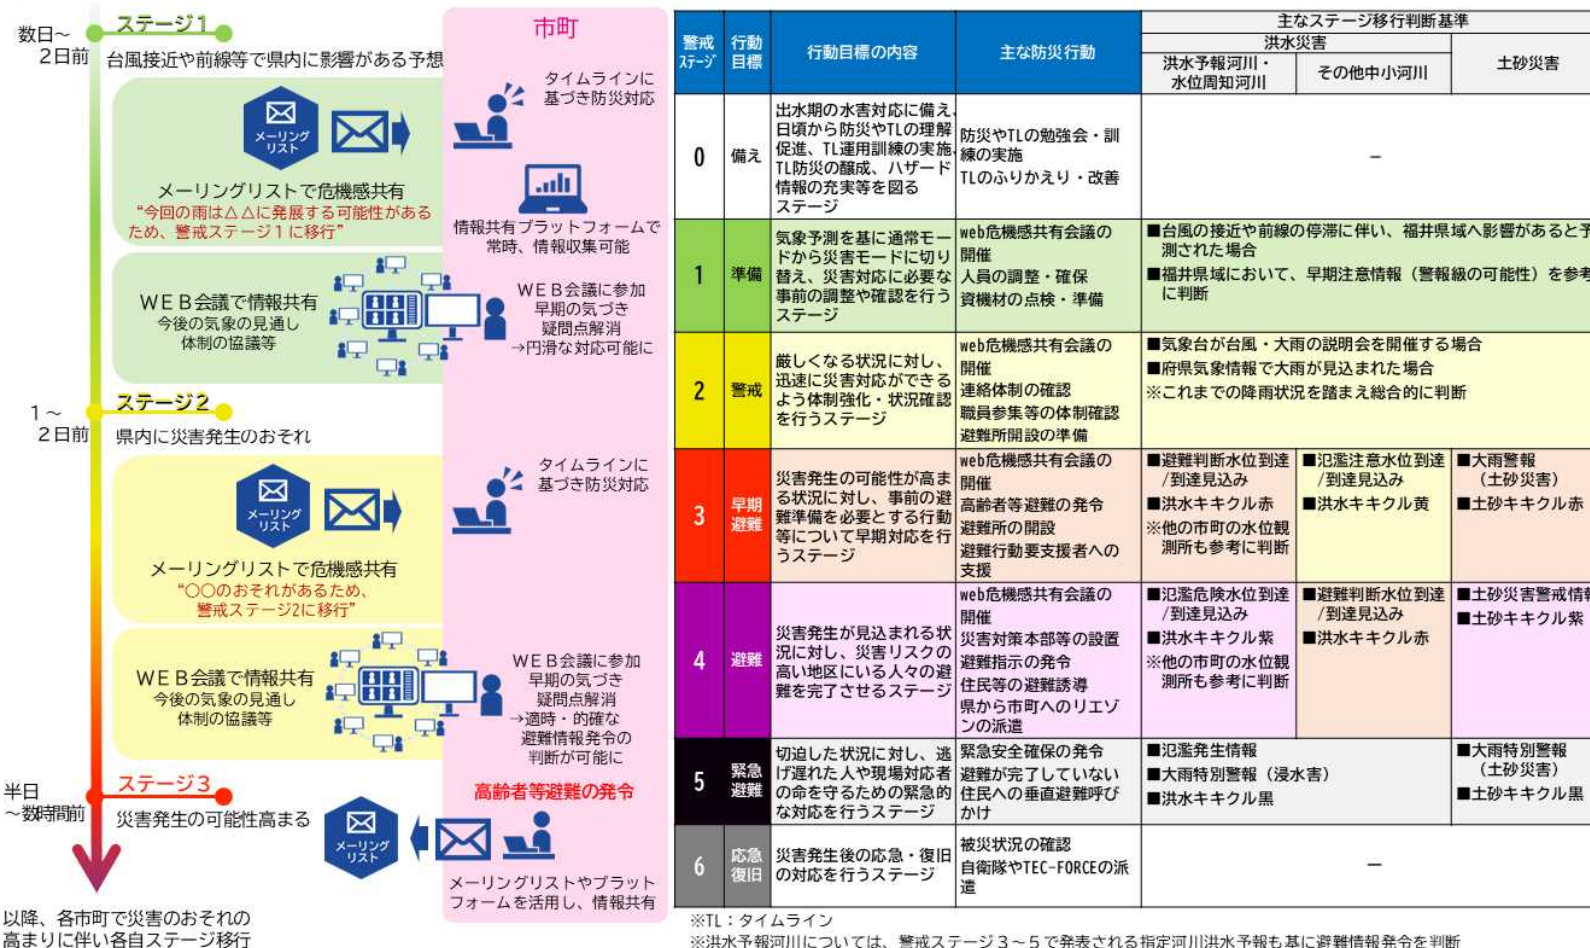 ステージ1
数日～
2日前
台風接近や前線等で県内に影響がある予想
メーリング
リスト
メーリングリストで危機感共有
“今回の雨は△△に発展する可能性がある
ため、警戒ステージ１に移行”
ＷＥＢ会議で情報共有
今後の気象の見通し
体制の協議等
市町
タイムラインに
基づき防災対応
情報共有プラットフォームで
常時、情報収集可能
ＷＥＢ会議に参加
早期の気づき
疑問点解消
→円滑な対応可能に
ステージ2
1～
2日前
県内に災害発生のおそれ
メーリング
リスト
メーリングリストで危機感共有
“〇〇のおそれがあるため、
警戒ステージ2に移行”
ＷＥＢ会議で情報共有
今後の気象の見通し
体制の協議等
タイムラインに
基づき防災対応
ＷＥＢ会議に参加
早期の気づき
疑問点解消
→適時・的確な
避難情報発令の
判断が可能に
ステージ3
半日
～数時間前
災害発生の可能性高まる
メーリング
リスト
高齢者等避難の発令
メーリングリストやプラット
フォームを活用し、情報共有
以降、各市町で災害のおそれの
高まりに伴い各自ステージ移行
警戒
ステージ
行動
目標
行動目標の内容
主な防災行動
主なステージ移行判断基準
洪水災害
洪水予報河川・
水位周知河川
その他中小河川
土砂災害
0
備え
出水期の水害対応に備え、
日頃から防災やTLの理解
促進、TL運用訓練の実施、
TL防災の醸成、ハザード
情報の充実等を図る
ステージ
防災やTLの勉強会・訓
練の実施
TLのふりかえり・改善
－
1
準備
気象予測を基に通常モー
ドから災害モードに切り
替え、災害対応に必要な
事前の調整や確認を行う
ステージ
web危機感共有会議の
開催
人員の調整・確保
資機材の点検・準備
■台風の接近や前線の停滞に伴い、福井県域へ影響があると予
測された場合
■福井県域において、早期注意情報（警報級の可能性）を参考
に判断
2
警戒
厳しくなる状況に対し、
迅速に災害対応ができる
よう体制強化・状況確認
を行うステージ
web危機感共有会議の
開催
連絡体制の確認
職員参集等の体制確認
避難所開設の準備
■気象台が台風・大雨の説明会を開催する場合
■府県気象情報で大雨が見込まれた場合
※これまでの降雨状況を踏まえ総合的に判断
3
早期
避難
災害発生の可能性が高ま
る状況に対し、事前の避
難準備を必要とする行動
等について早期対応を行
うステージ
web危機感共有会議の
開催
高齢者等避難の発令
避難所の開設
避難行動要支援者への
支援
■避難判断水位到達
/到達見込み
■洪水キキクル赤
※他の市町の水位観
測所も参考に判断
■氾濫注意水位到達
/到達見込み
■洪水キキクル黄
■大雨警報
（土砂災害）
■土砂キキクル赤
4
避難
災害発生が見込まれる状
況に対し、災害リスクの
高い地区にいる人々の避
難を完了させるステージ
web危機感共有会議の
開催
災害対策本部等の設置
避難指示の発令
住民等の避難誘導
県から市町へのリエゾ
ンの派遣
■氾濫危険水位到達
/到達見込み
■洪水キキクル紫
※他の市町の水位観
測所も参考に判断
■避難判断水位到達
/到達見込み
■洪水キキクル赤
■土砂災害警戒情報
■土砂キキクル紫
5
緊急
避難
切迫した状況に対し、逃
げ遅れた人や現場対応者
の命を守るための緊急的
な対応を行うステージ
緊急安全確保の発令
避難が完了していない
住民への垂直避難呼び
かけ
■氾濫発生情報
■大雨特別警報（浸水害）
■洪水キキクル黒
■大雨特別警報
（土砂災害）
■土砂キキクル黒
6
応急
復旧
災害発生後の応急・復旧
の対応を行うステージ
被災状況の確認
自衛隊やTEC-FORCEの派
遣
－
※TL：タイムライン
※洪水予報河川については、警戒ステージ３～５で発表される指定河川洪水予報も基に避難情報発令を判断